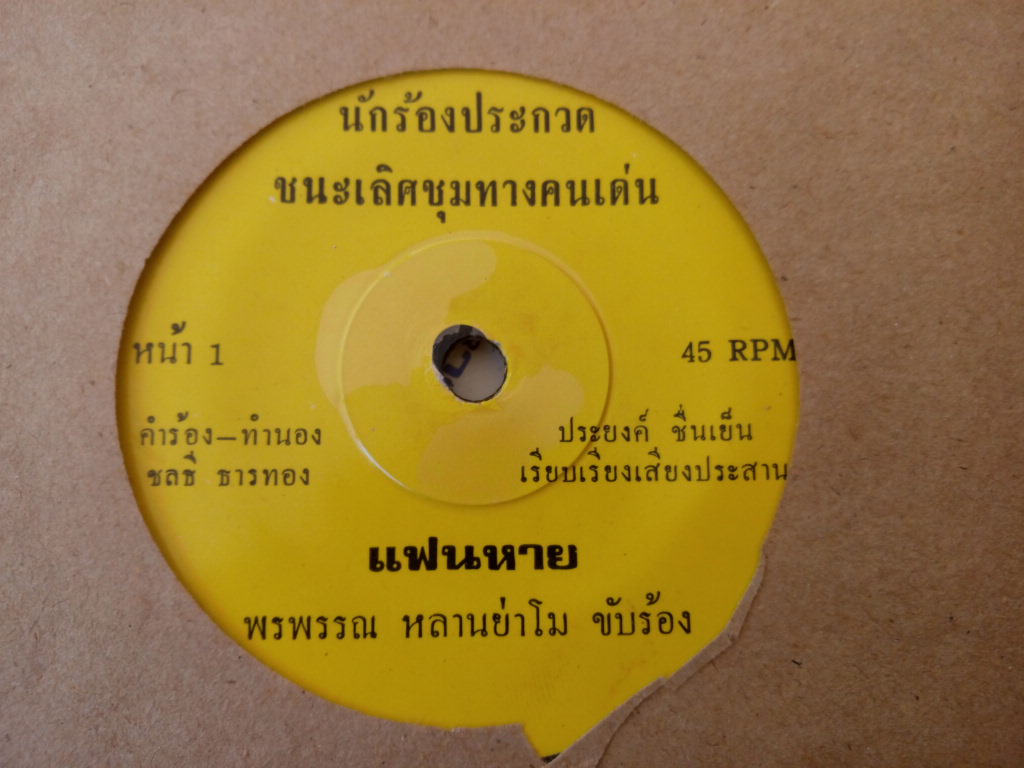 นักร้องประกวด
ชนะเลิศชุมทางคนเด่น
หน้า 1
45 RPM
คำร้อง–ทำนอง
ชลธี ธารทอง
ประยงค์ ชื่นเย็น
เรียบเรียงเสียงประสาน
แฟนหาย
พรพรรณ หลานย่าโม ขับร้อง